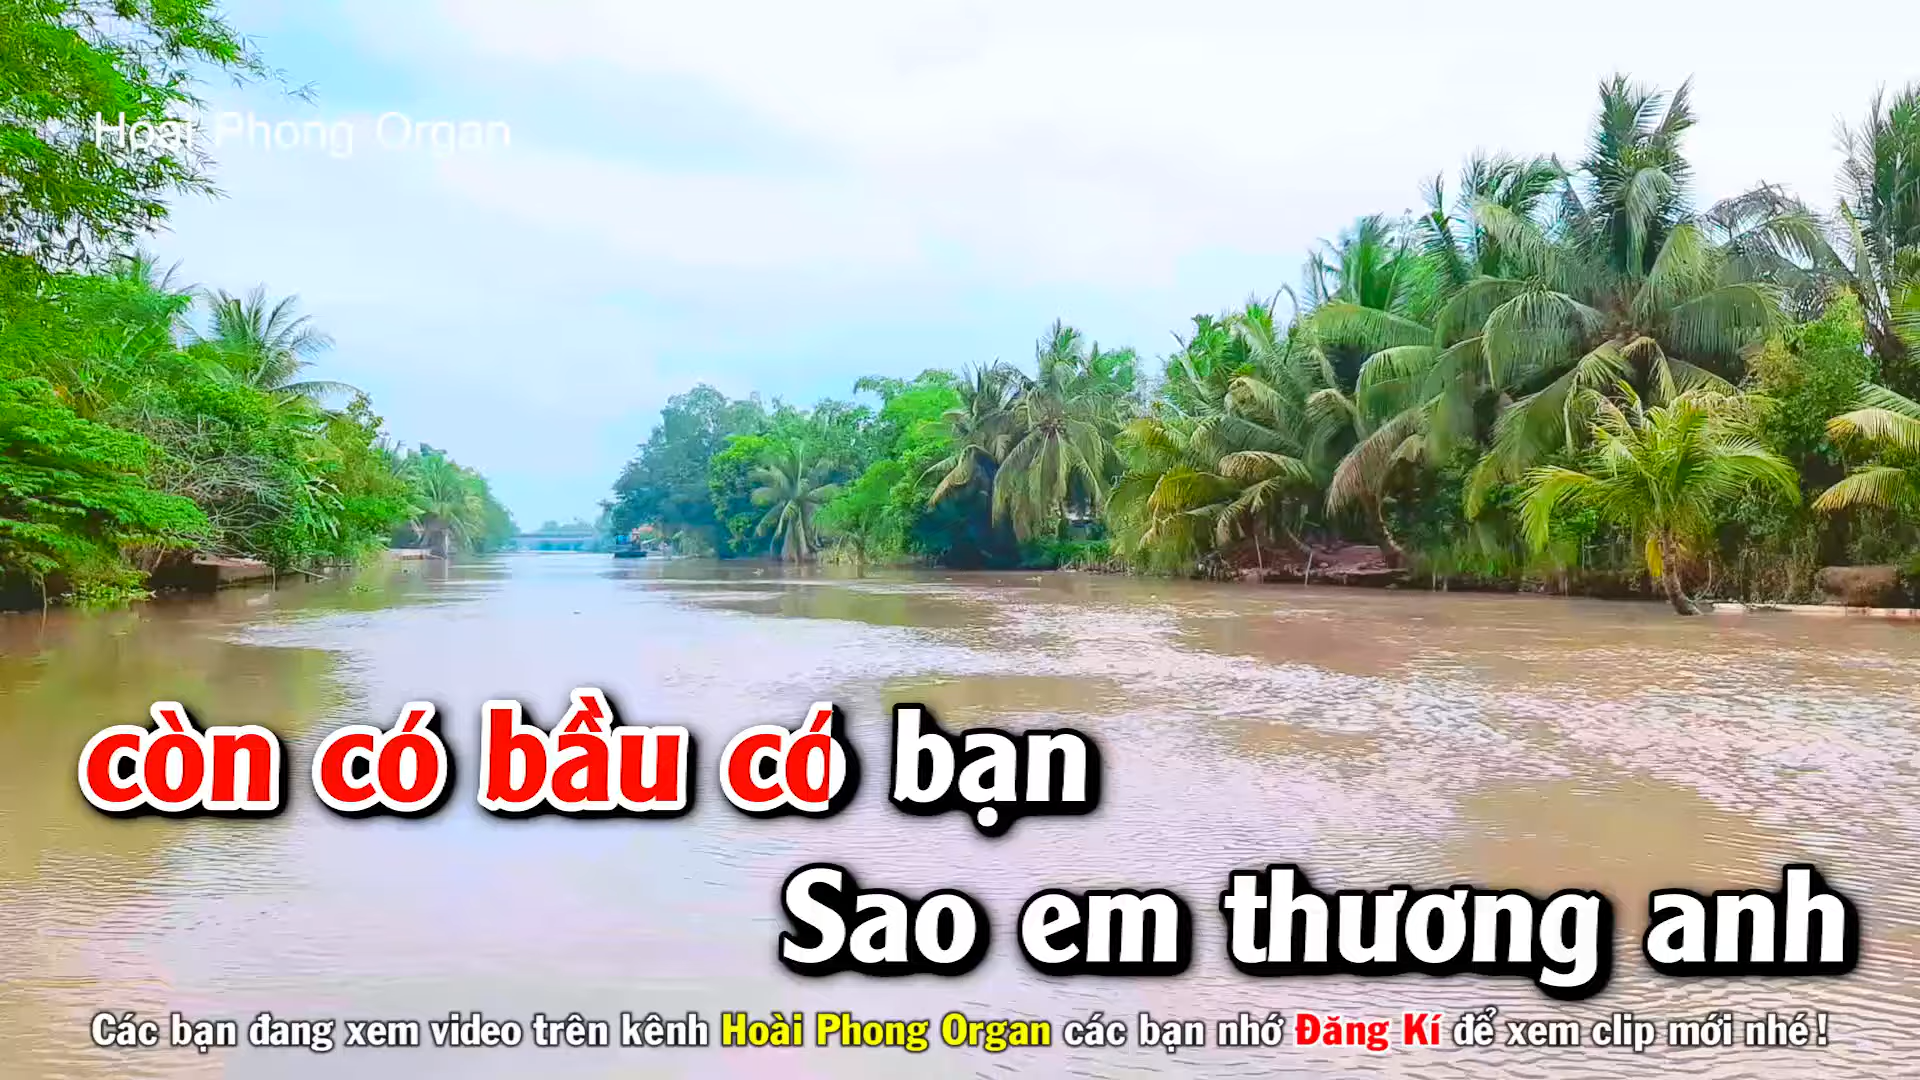 Hoài Phong Organ
còn có bầu có bạn
Sao em thương anh
Các bạn đang xem video trên kênh Hoài Phong Organ các bạn nhớ Đăng Kí để xem clip mới nhé!